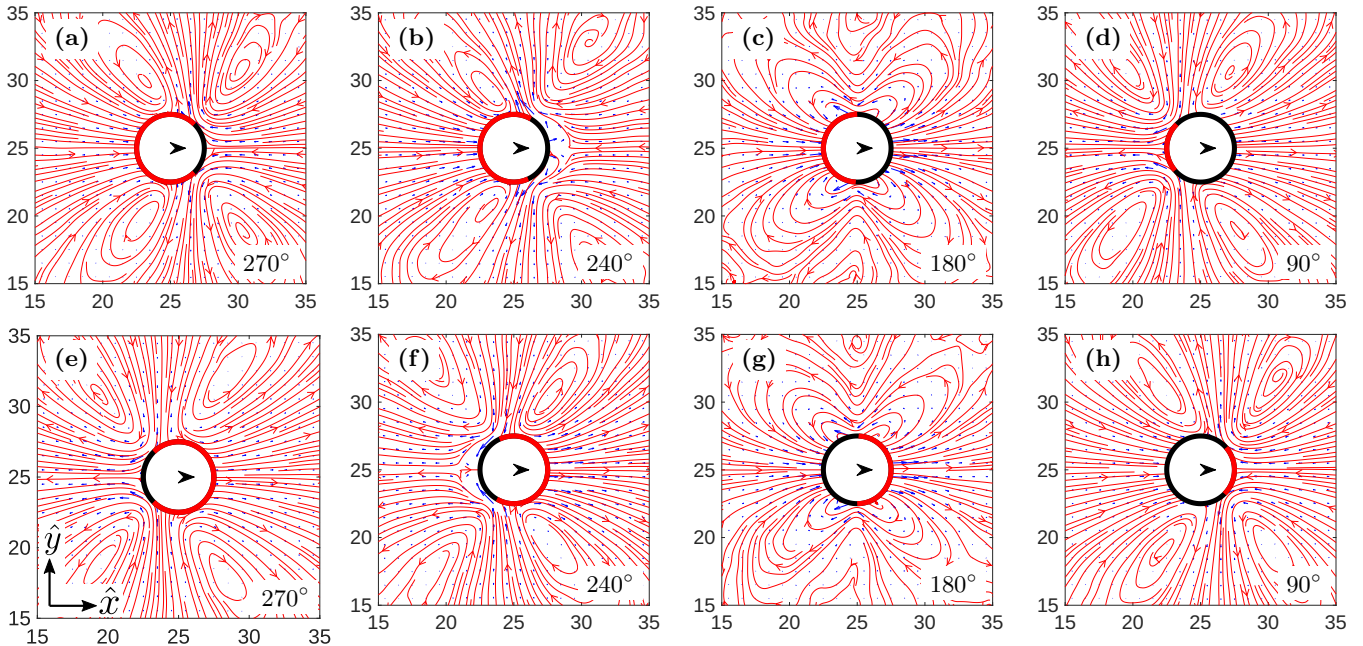 35 (a) 35 (b) 35 (c) 35 (d)
30 30 30 30
25 25 25 25
20 20 20 20
15 270° 15 240° 15 180° 15 90°
15 20 25 30 35 15 20 25 30 35 15 20 25 30 35 15 20 25 30 35
35 (e) 35 (f) 35 (g) 35 (h)
30 30 30 30
25 25 25 25
20 ŷ 20 20 20
15 x̂ 270° 15 240° 15 180° 15 90°
15 20 25 30 35 15 20 25 30 35 15 20 25 30 35 15 20 25 30 35